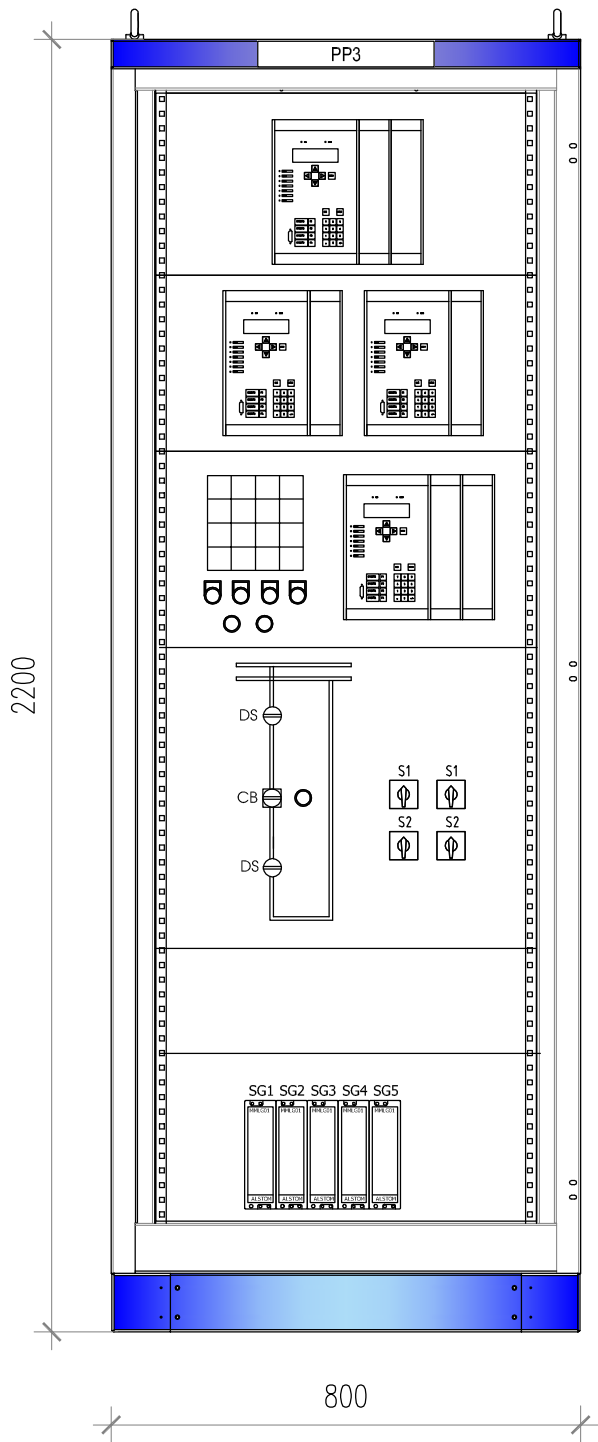 PP3
2200
DS
CB
DS
S1 S1
S2 S2
SG1 SG2 SG3 SG4 SG5
MMLG01 MMLG01 MMLG01 MMLG01 MMLG01
ALSTOM ALSTOM ALSTOM ALSTOM ALSTOM
800